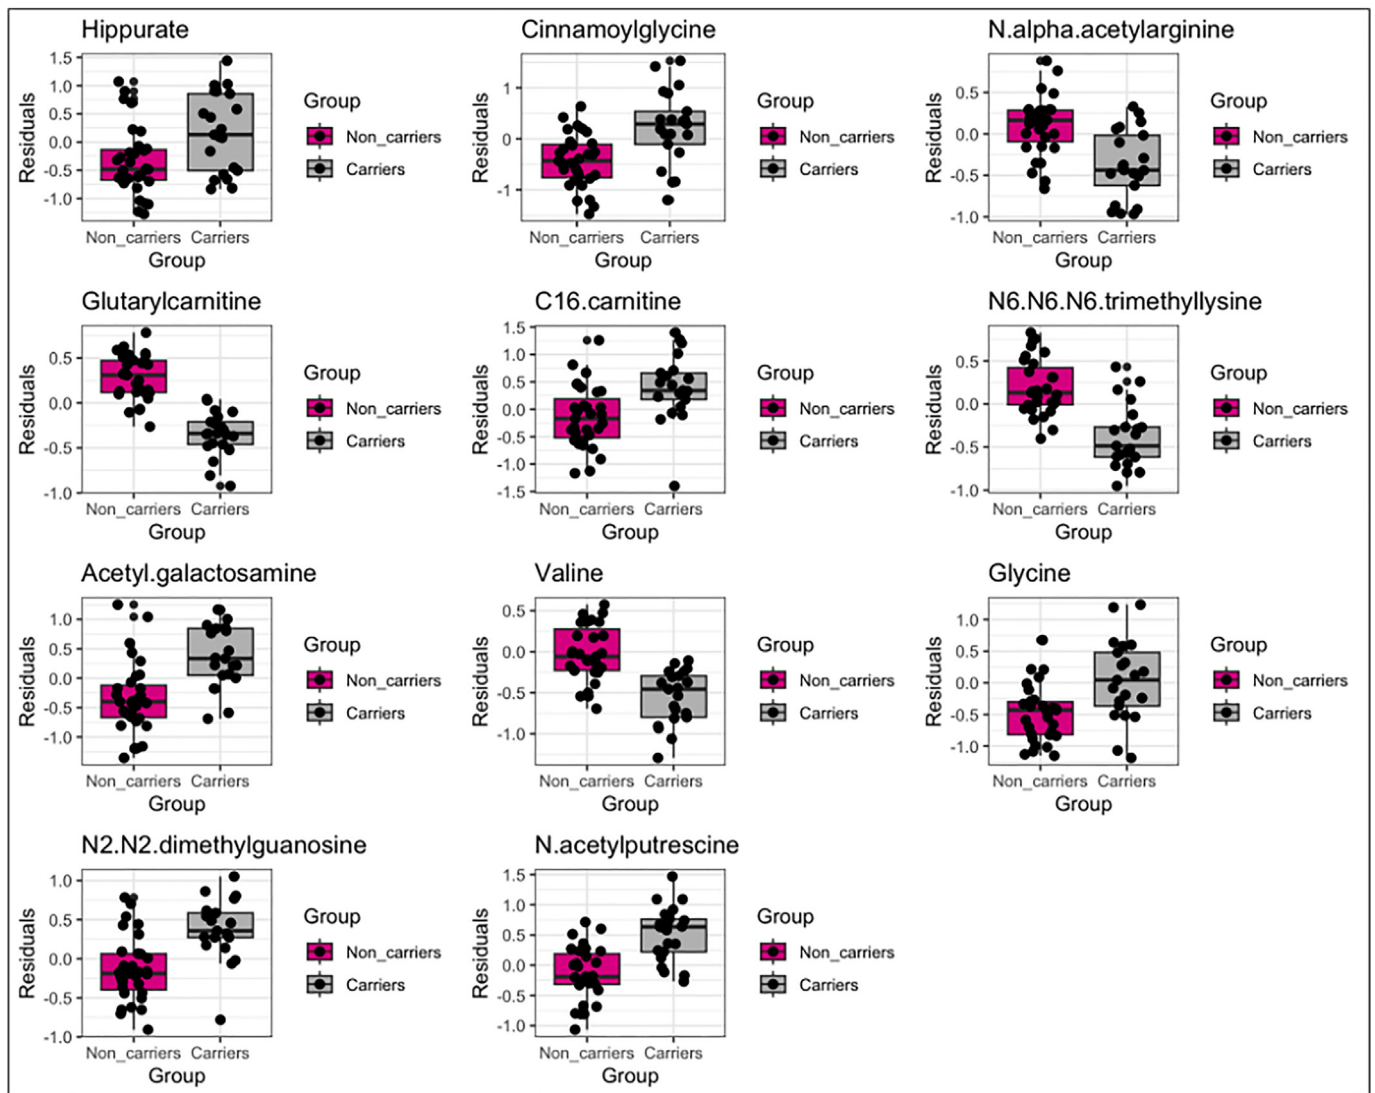 Hippurate
1.5
1.0
0.5
0.0
-0.5
-1.0
Residuals
Non_carriers Carriers
Group
Group
Non_carriers
Carriers
Cinnamoylglycine
1
0
-1
Residuals
Non_carriers Carriers
Group
Group
Non_carriers
Carriers
N.alpha.acetylarginine
0.5
0.0
-0.5
-1.0
Residuals
Non_carriers Carriers
Group
Group
Non_carriers
Carriers
Glutarylcarnitine
0.5
0.0
-0.5
-1.0
Residuals
Non_carriers Carriers
Group
Group
Non_carriers
Carriers
C16.carnitine
1.5
1.0
0.5
0.0
-0.5
-1.0
-1.5
Residuals
Non_carriers Carriers
Group
Group
Non_carriers
Carriers
N6.N6.N6.trimethyllysine
0.5
0.0
-0.5
-1.0
Residuals
Non_carriers Carriers
Group
Group
Non_carriers
Carriers
Acetyl.galactosamine
1.0
0.5
0.0
-0.5
-1.0
Residuals
Non_carriers Carriers
Group
Group
Non_carriers
Carriers
Valine
0.5
0.0
-0.5
-1.0
Residuals
Non_carriers Carriers
Group
Group
Non_carriers
Carriers
Glycine
1.0
0.5
0.0
-0.5
-1.0
Residuals
Non_carriers Carriers
Group
Group
Non_carriers
Carriers
N2.N2.dimethylguanosine
1.0
0.5
0.0
-0.5
-1.0
Residuals
Non_carriers Carriers
Group
Group
Non_carriers
Carriers
N.acetylputrescine
1.5
1.0
0.5
0.0
-0.5
-1.0
Residuals
Non_carriers Carriers
Group
Group
Non_carriers
Carriers